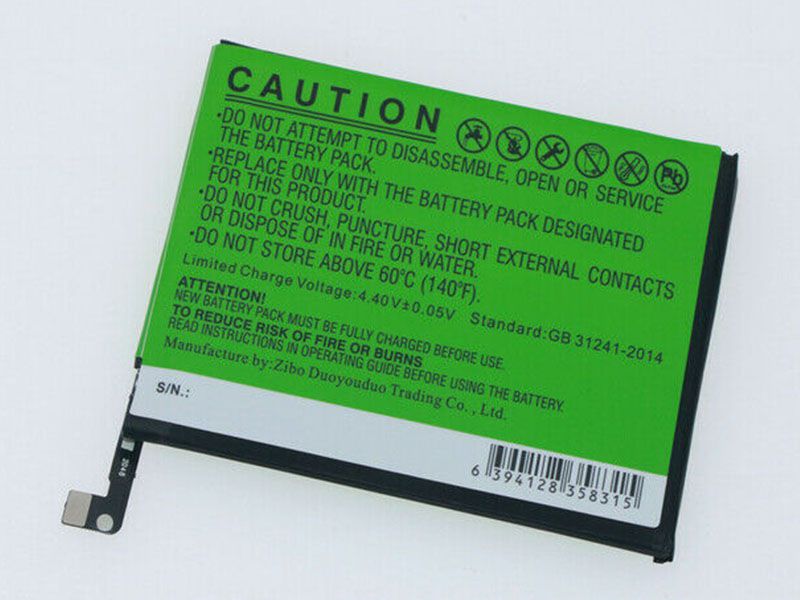 CAUTION
•DO NOT ATTEMPT TO DISASSEMBLE, OPEN OR SERVICE
THE BATTERY PACK.
•REPLACE ONLY WITH THE BATTERY PACK DESIGNATED
FOR THIS PRODUCT.
•DO NOT CRUSH, PUNCTURE, SHORT EXTERNAL CONTACTS
OR DISPOSE OF IN FIRE OR WATER.
•DO NOT STORE ABOVE 60°C (140°F).
Limited Charge Voltage:4.40V±0.05V Standard:GB 31241-2014
ATTENTION!
NEW BATTERY PACK MUST BE FULLY CHARGED BEFORE USE.
TO REDUCE RISK OF FIRE OR BURNS
READ INSTRUCTIONS IN OPERATING GUIDE BEFORE USING THE BATTERY.
Manufacture by:Zibo Duoyouduo Trading Co., Ltd.
S/N.:
6 394128 358315
2048
Pb